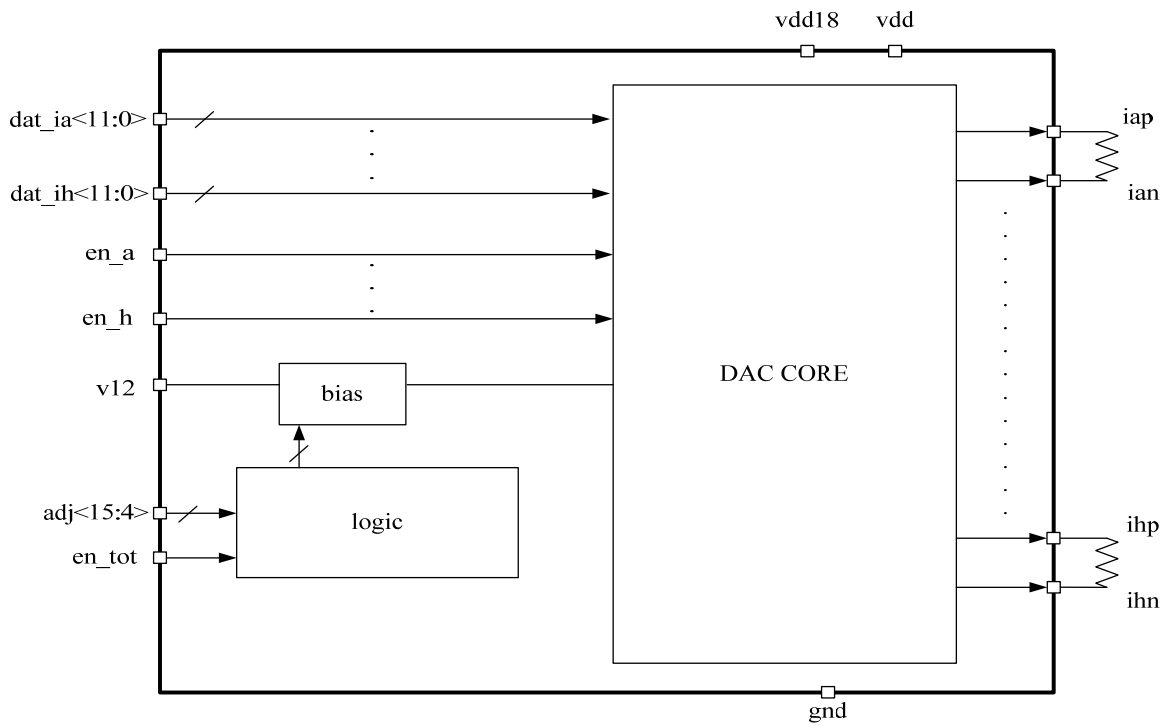 vdd18
vdd
dat_ia<11:0>
iap
dat_ih<11:0>
ian
en_a
en_h
DAC CORE
v12
bias
adj<15:4>
logic
ihp
en_tot
ihn
gnd